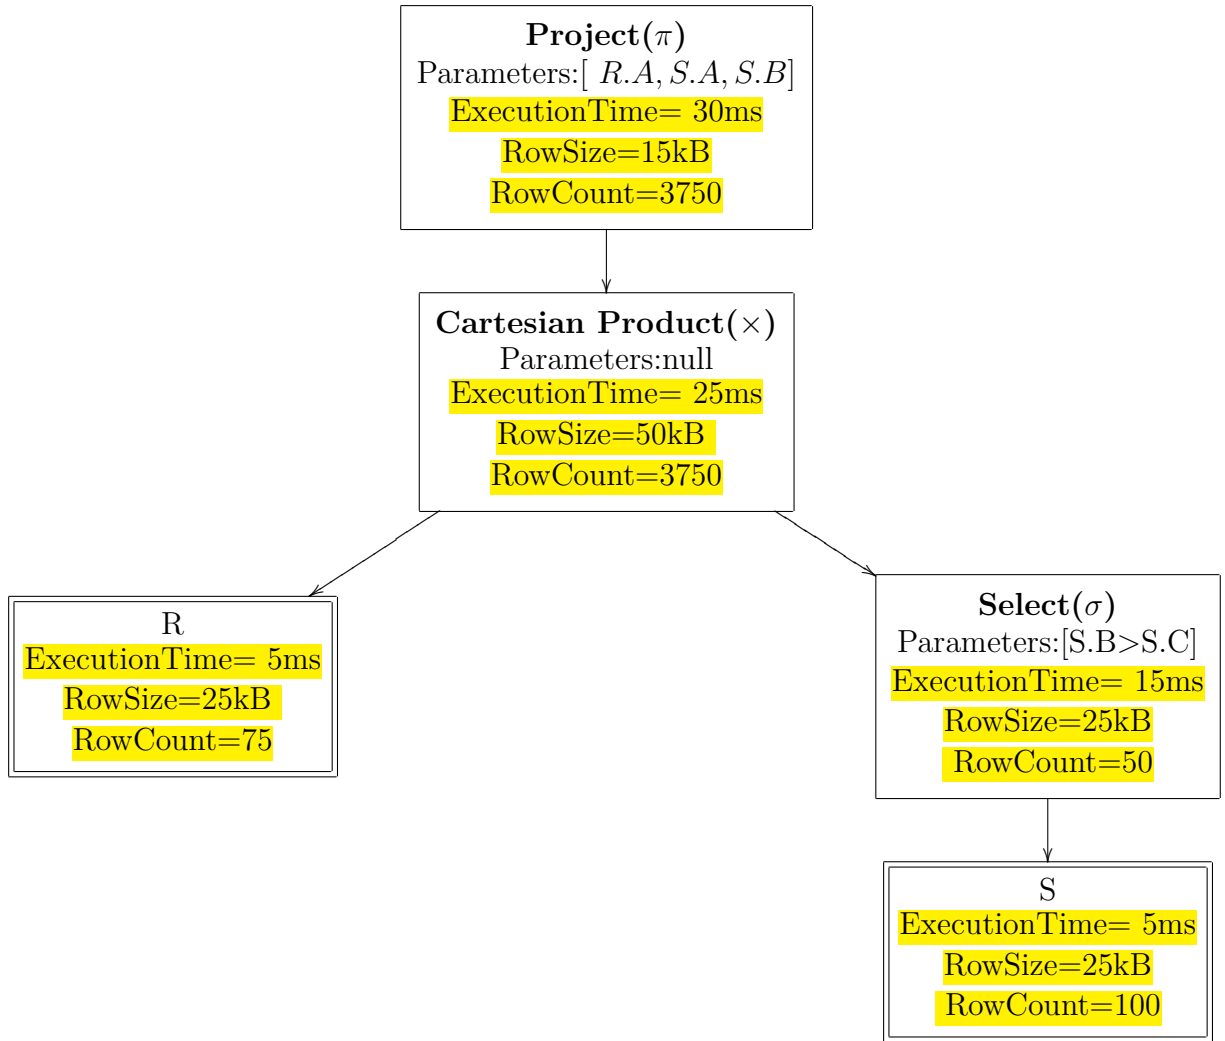 Project(π)
Parameters:[ R.A, S.A, S.B]
ExecutionTime= 30ms
RowSize=15kB
RowCount=3750
Cartesian Product(×)
Parameters:null
ExecutionTime= 25ms
RowSize=50kB
RowCount=3750
R
ExecutionTime= 5ms
RowSize=25kB
RowCount=75
Select(σ)
Parameters:[S.B>S.C]
ExecutionTime= 15ms
RowSize=25kB
RowCount=50
S
ExecutionTime= 5ms
RowSize=25kB
RowCount=100